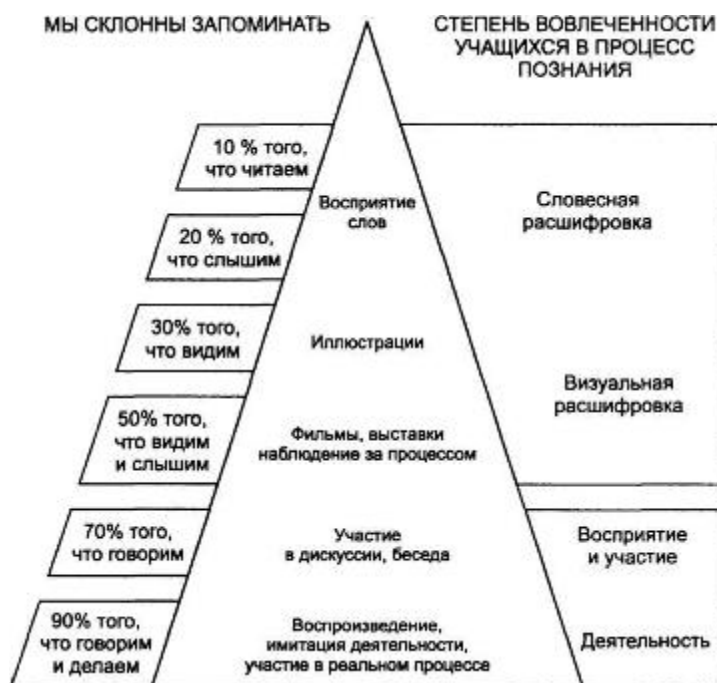 МЫ СКЛОННЫ ЗАПОМИНАТЬ
СТЕПЕНЬ ВОВЛЕЧЕННОСТИ
УЧАЩИХСЯ В ПРОЦЕСС
ПОЗНАНИЯ
10 % того,
что читаем
20 % того,
что слышим
30% того,
что видим
50% того,
что видим
и слышим
70% того,
что говорим
90% того,
что говорим
и делаем
Восприятие
слов
Иллюстрации
Фильмы, выставки
наблюдение за процессом
Участие
в дискуссии, беседа
Воспроизведение,
имитация деятельности,
участие в реальном процессе
Словесная
расшифровка
Визуальная
расшифровка
Восприятие
и участие
Деятельность